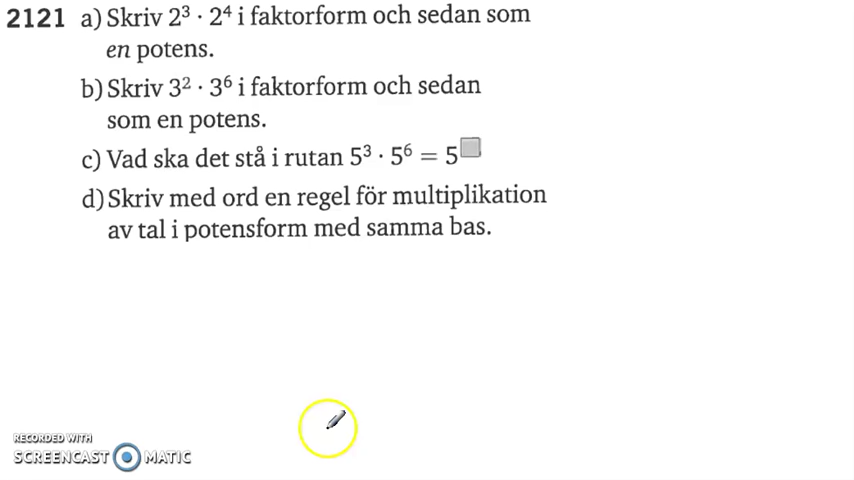 2121 a) Skriv 2³ · 2⁴ i faktorform och sedan som
en potens.
b) Skriv 3² · 3⁶ i faktorform och sedan
som en potens.
c) Vad ska det stå i rutan 5³ · 5⁶ = 5□
d) Skriv med ord en regel för multiplikation
av tal i potensform med samma bas.
RECORDED WITH
SCREENCAST MATIC